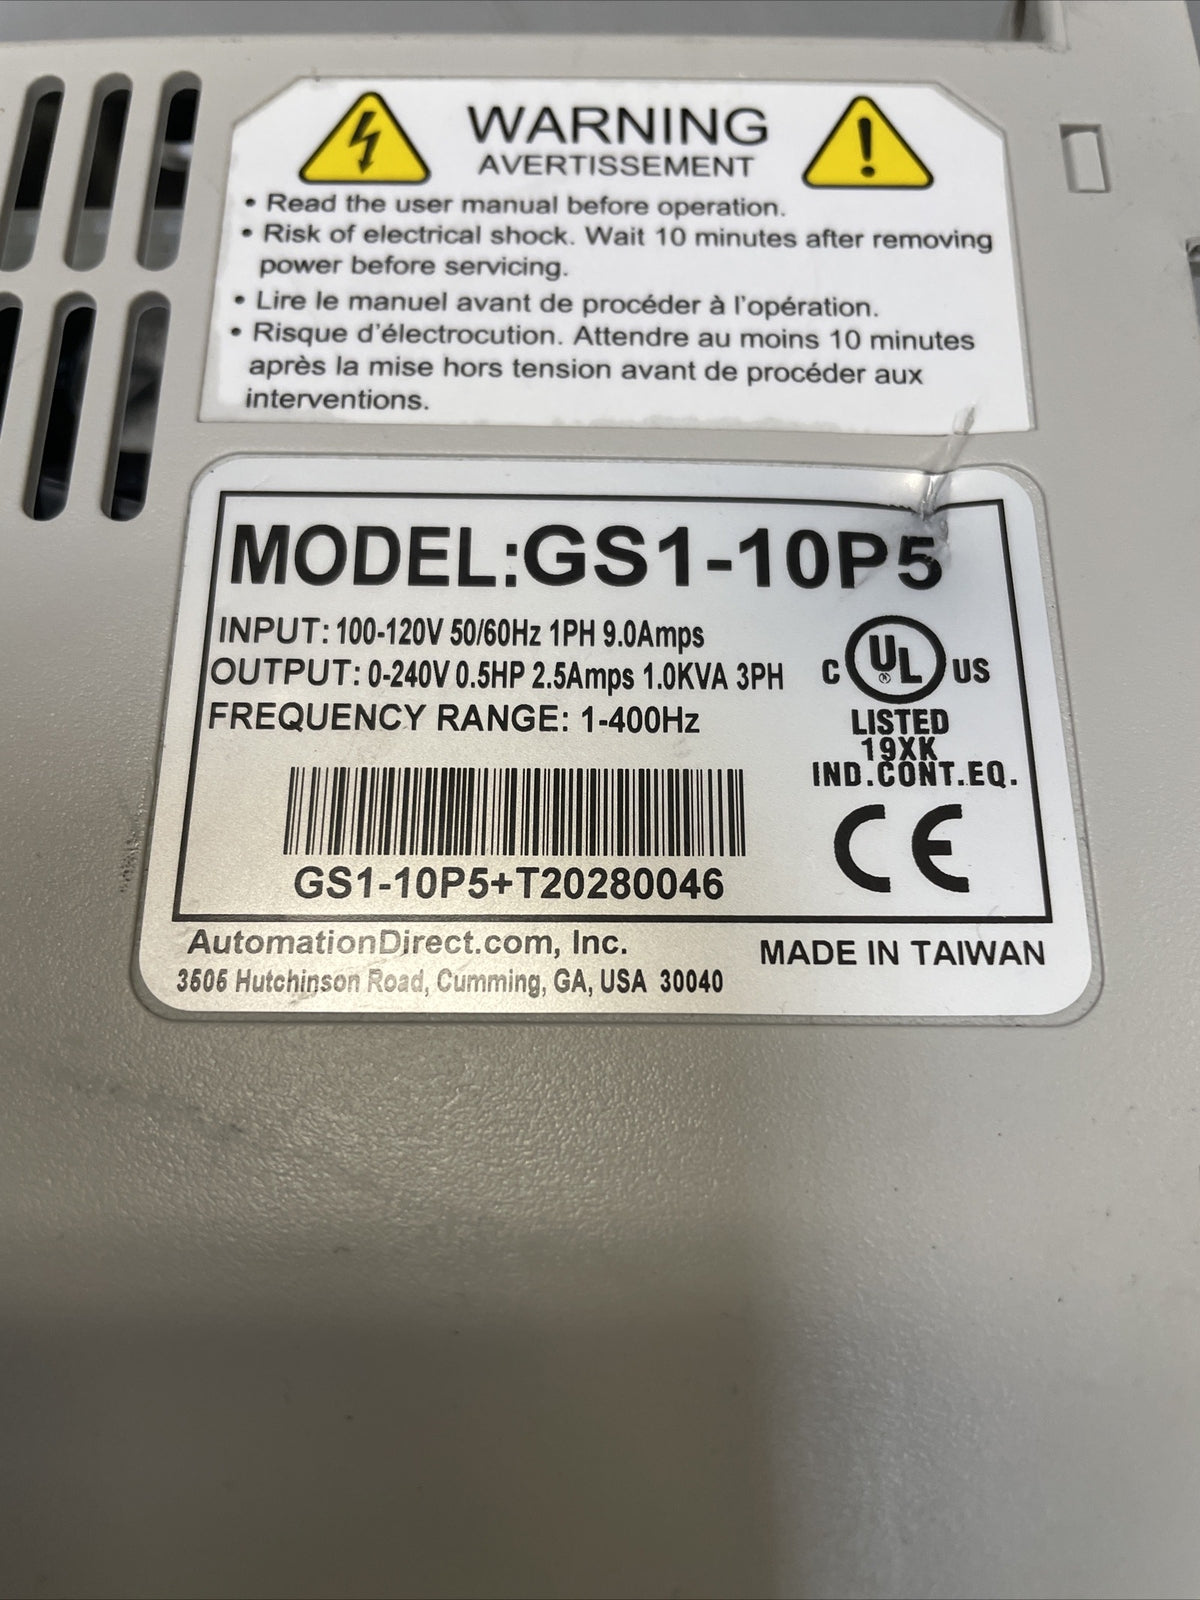 WARNING
AVERTISSEMENT
• Read the user manual before operation.
• Risk of electrical shock. Wait 10 minutes after removing
power before servicing.
• Lire le manuel avant de procéder à l'opération.
• Risque d'électrocution. Attendre au moins 10 minutes
après la mise hors tension avant de procéder aux
interventions.
MODEL:GS1-10P5
INPUT: 100-120V 50/60Hz 1PH 9.0Amps
OUTPUT: 0-240V 0.5HP 2.5Amps 1.0KVA 3PH
FREQUENCY RANGE: 1-400Hz
C UL® US
LISTED
19XK
IND.CONT.EQ.
CE
GS1-10P5+T20280046
AutomationDirect.com, Inc.
3505 Hutchinson Road, Cumming, GA, USA 30040
MADE IN TAIWAN